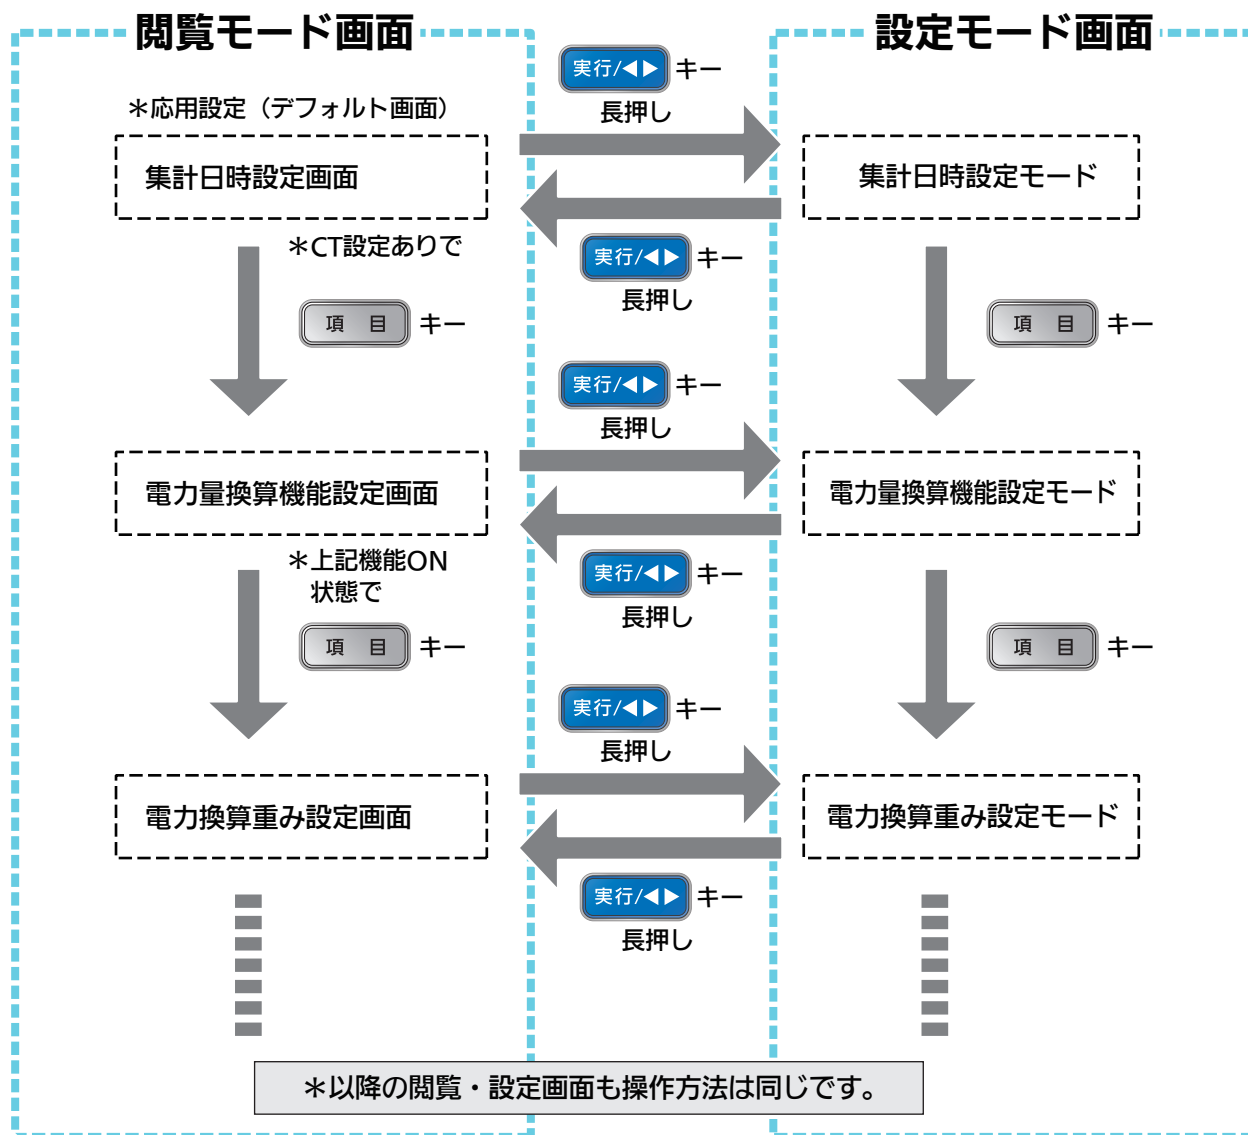 閲覧モード画面
設定モード画面
実行/◀▶ キー
長押し
＊応用設定（デフォルト画面）
集計日時設定画面
集計日時設定モード
実行/◀▶ キー
長押し
＊CT設定ありで
項 目 キー
項 目 キー
実行/◀▶ キー
長押し
電力量換算機能設定画面
電力量換算機能設定モード
実行/◀▶ キー
長押し
＊上記機能ON
状態で
項 目 キー
項 目 キー
実行/◀▶ キー
長押し
電力換算重み設定画面
電力換算重み設定モード
実行/◀▶ キー
長押し
＊以降の閲覧・設定画面も操作方法は同じです。